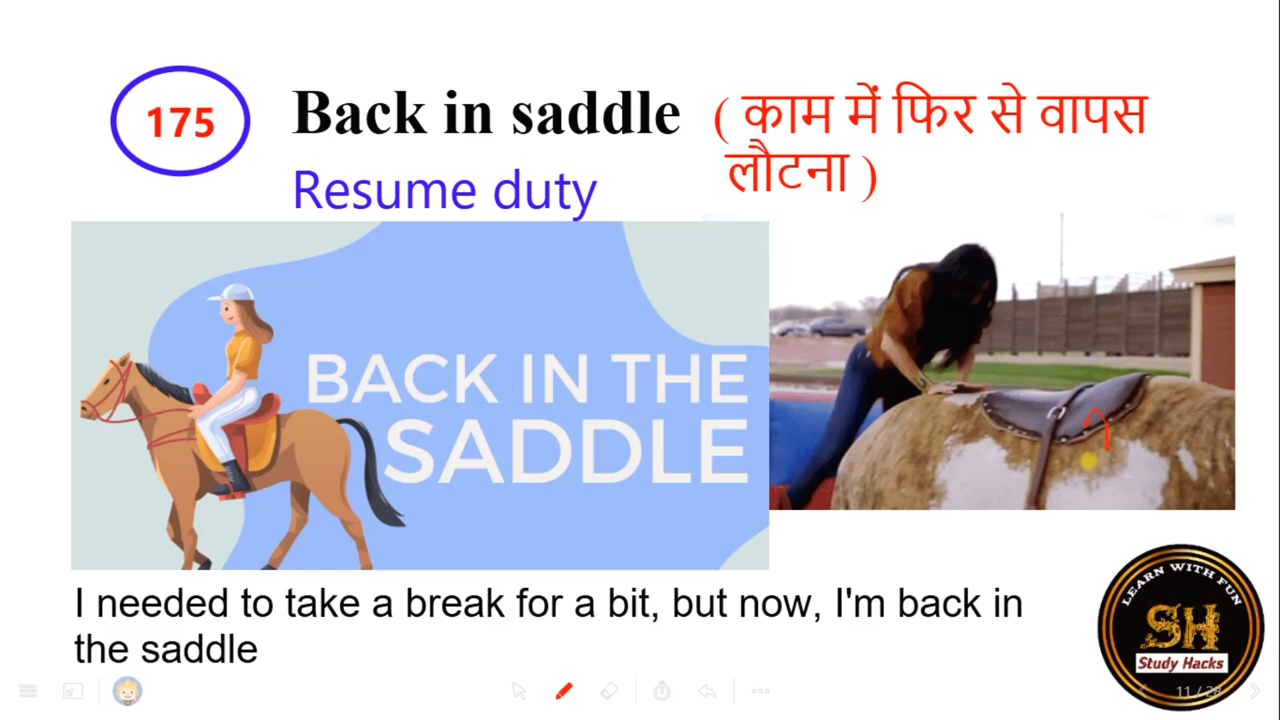 175
Back in saddle ( काम में फिर से वापस
लौटना )
Resume duty
BACK IN THE
SADDLE
I needed to take a break for a bit, but now, I'm back in
the saddle
LEARN WITH FUN
SH
Study Hacks